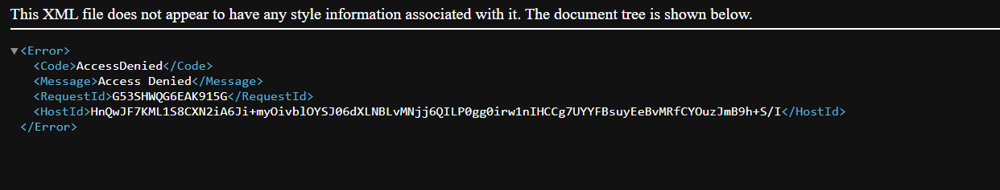 This XML file does not appear to have any style information associated with it. The document tree is shown below.
▼<Error>
<Code>AccessDenied</Code>
<Message>Access Denied</Message>
<RequestId>G53SHWQG6EAK915G</RequestId>
<HostId>HnQwJF7KML1S8CXN2iA6Ji+myOivblOYSJ06dXLNBLvMNjj6QILP0gg0irw1nIHCCg7UYYFBsuyEeBvMRfCYOuzJmB9h+S/I</HostId>
</Error>